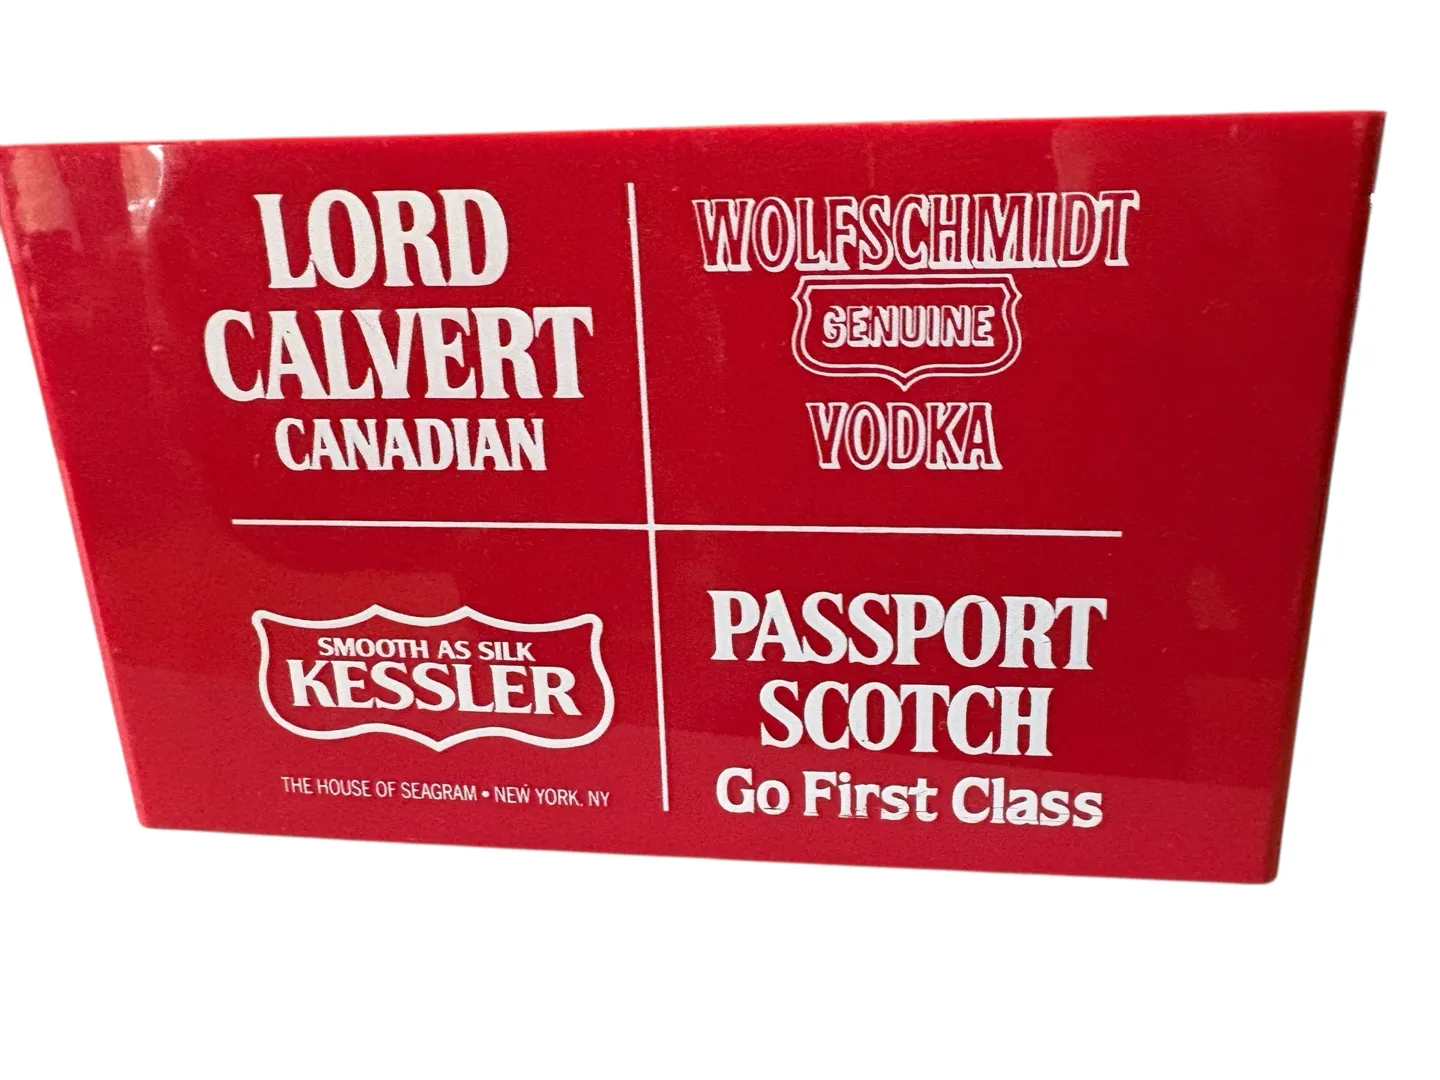 LORD
CALVERT
CANADIAN
WOLFSCHMIDT
GENUINE
VODKA
SMOOTH AS SILK
KESSLER
THE HOUSE OF SEAGRAM • NEW YORK. NY
PASSPORT
SCOTCH
Go First Class